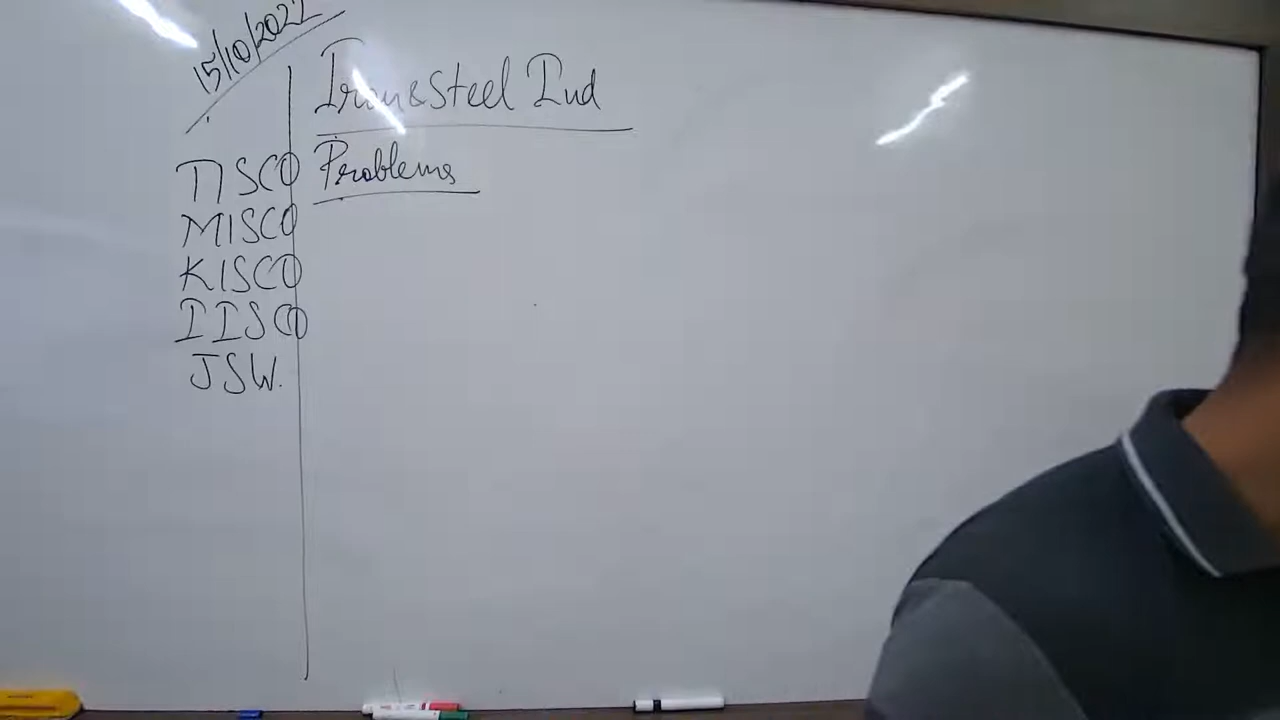 15/10/2022
Iron & Steel Ind
Problems
TISCO
MISCO
KISCO
IISCO
JSW.